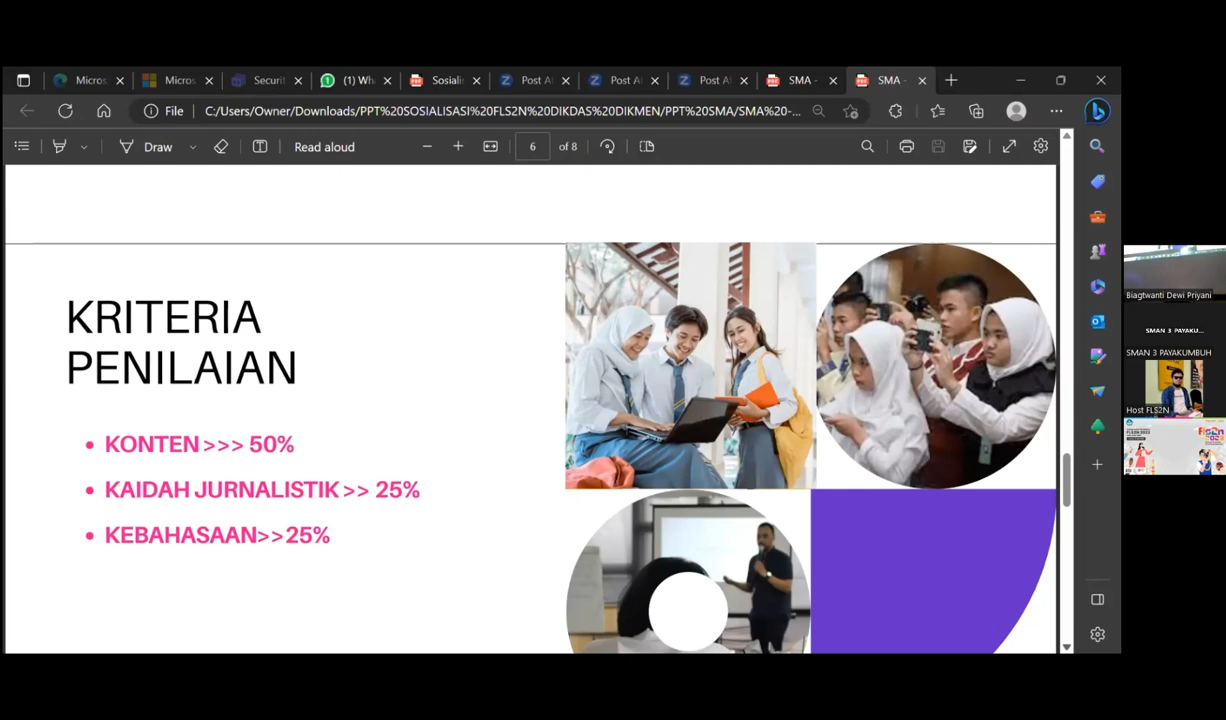 Micros
Micros
Securit
(1) Wh
Sosialis
Post A
Post A
Post A
SMA -
SMA -
File
C:/Users/Owner/Downloads/PPT%20SOSIALISASI%20FLS2N%20DIKDAS%20DIKMEN/PPT%20SMA/SMA%20-...
Draw
Read aloud
6
of 8
KRITERIA
PENILAIAN
• KONTEN >>> 50%
• KAIDAH JURNALISTIK >> 25%
• KEBAHASAAN>>25%
Biagtwanti Dewi Priyani
SMAN 3 PAYAKU...
SMAN 3 PAYAKUMBUH
Host FLS2N